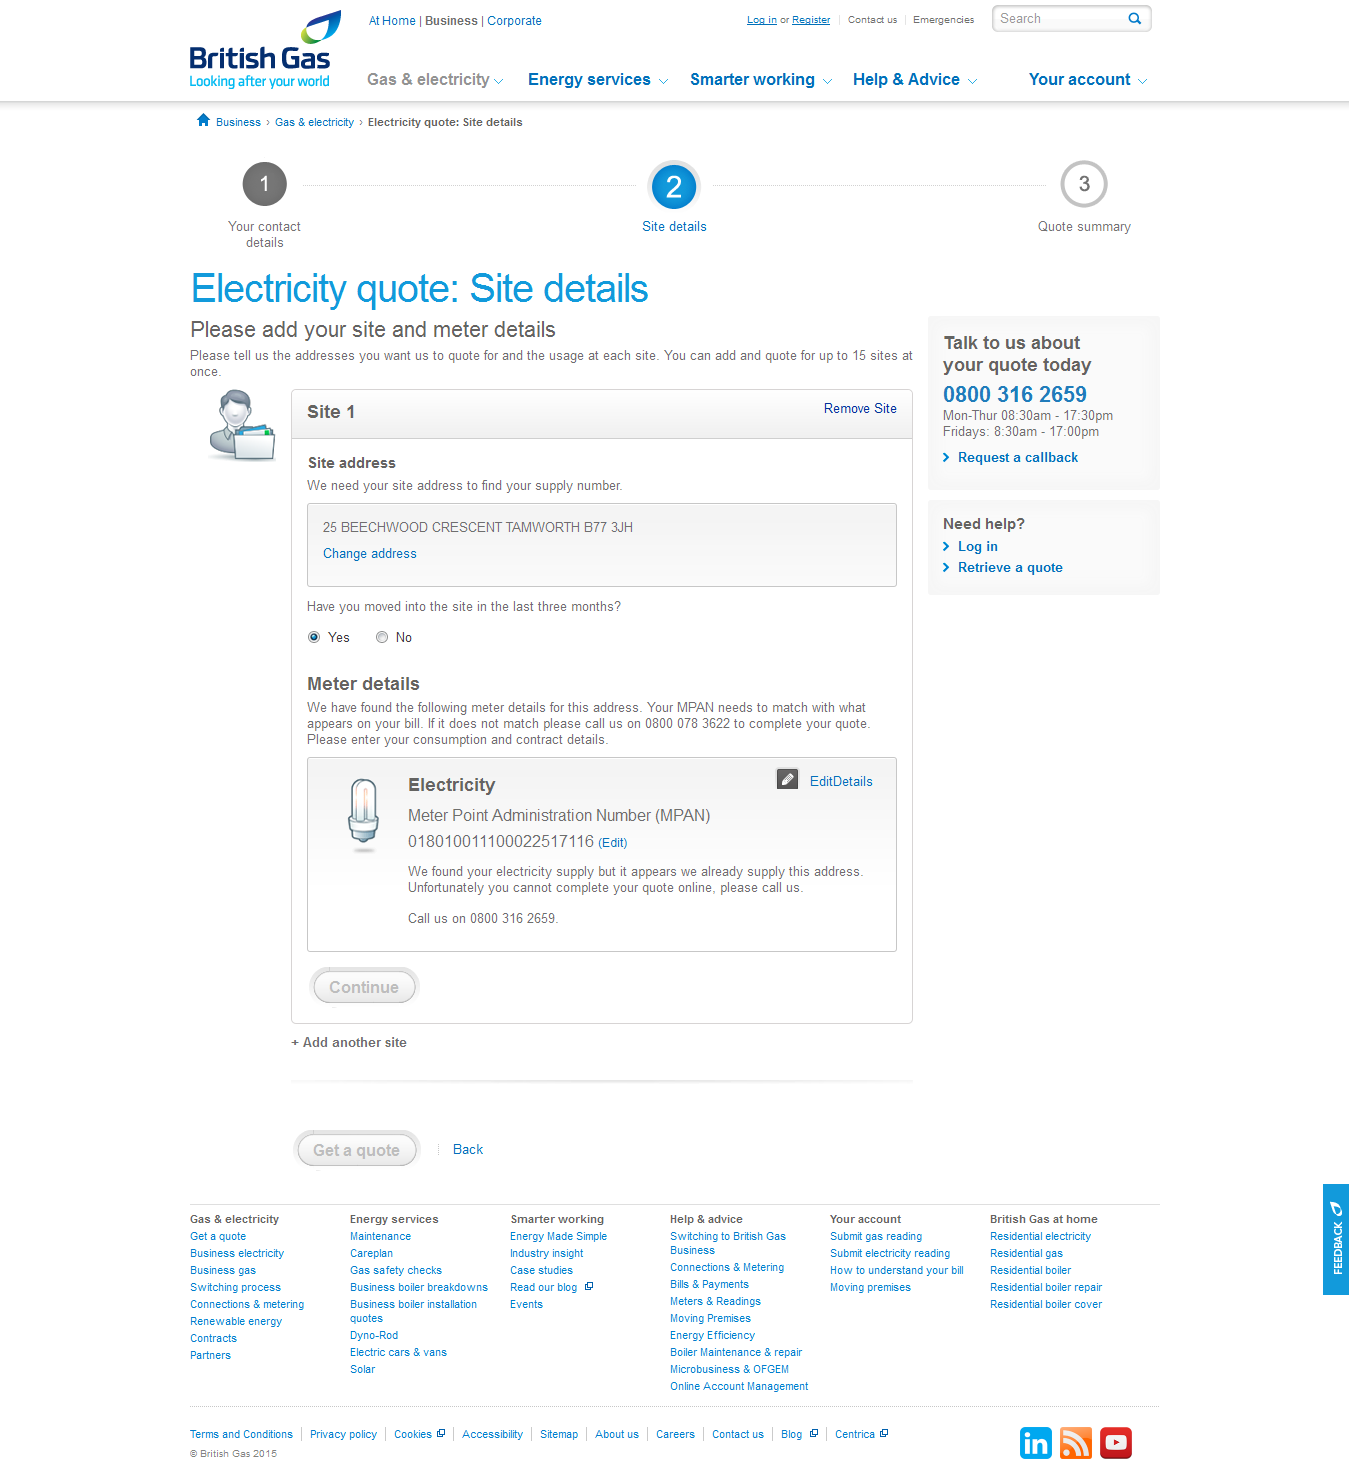 At Home | Business | Corporate
Log in or Register
Contact us
Emergencies
Search
British Gas
Looking after your world
Gas & electricity
Energy services
Smarter working
Help & Advice
Your account
Business › Gas & electricity › Electricity quote: Site details
1
2
3
Your contact
details
Site details
Quote summary
Electricity quote: Site details
Please add your site and meter details
Please tell us the addresses you want us to quote for and the usage at each site. You can add and quote for up to 15 sites at
once.
Site 1
Remove Site
Site address
We need your site address to find your supply number.
25 BEECHWOOD CRESCENT TAMWORTH B77 3JH
Change address
Have you moved into the site in the last three months?
Yes
No
Meter details
We have found the following meter details for this address. Your MPAN needs to match with what
appears on your bill. If it does not match please call us on 0800 078 3622 to complete your quote.
Please enter your consumption and contract details.
Electricity
EditDetails
Meter Point Administration Number (MPAN)
018010011100022517116 (Edit)
We found your electricity supply but it appears we already supply this address.
Unfortunately you cannot complete your quote online, please call us.
Call us on 0800 316 2659.
Continue
+ Add another site
Get a quote
Back
Talk to us about
your quote today
0800 316 2659
Mon-Thur 08:30am - 17:30pm
Fridays: 8:30am - 17:00pm
Request a callback
Need help?
Log in
Retrieve a quote
FEEDBACK
Gas & electricity
Get a quote
Business electricity
Business gas
Switching process
Connections & metering
Renewable energy
Contracts
Partners
Energy services
Maintenance
Careplan
Gas safety checks
Business boiler breakdowns
Business boiler installation
quotes
Dyno-Rod
Electric cars & vans
Solar
Smarter working
Energy Made Simple
Industry insight
Case studies
Read our blog
Events
Help & advice
Switching to British Gas
Business
Connections & Metering
Bills & Payments
Meters & Readings
Moving Premises
Energy Efficiency
Boiler Maintenance & repair
Microbusiness & OFGEM
Online Account Management
Your account
Submit gas reading
Submit electricity reading
How to understand your bill
Moving premises
British Gas at home
Residential electricity
Residential gas
Residential boiler
Residential boiler repair
Residential boiler cover
Terms and Conditions
Privacy policy
Cookies
Accessibility
Sitemap
About us
Careers
Contact us
Blog
Centrica
in
© British Gas 2015